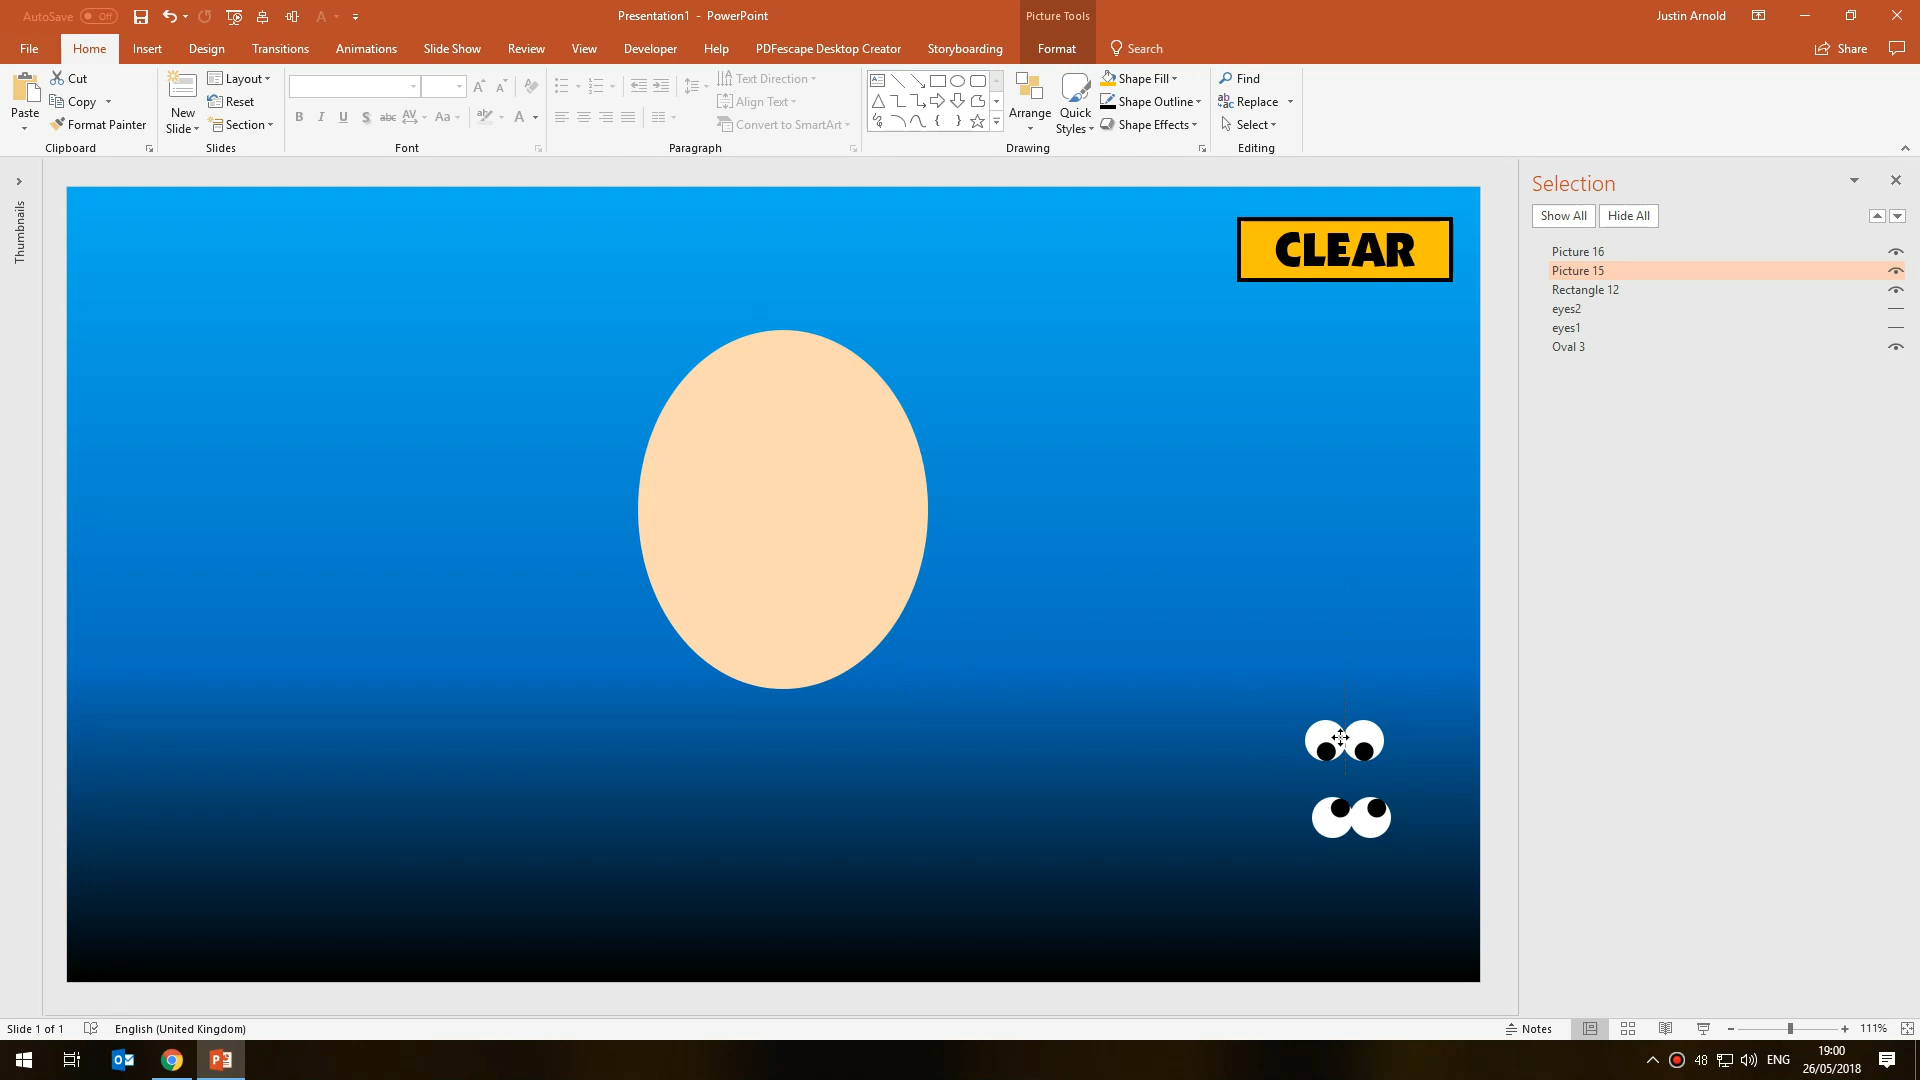 AutoSave Off
Presentation1 - PowerPoint
Picture Tools
Justin Arnold
File Home Insert Design Transitions Animations Slide Show Review View Developer Help PDFescape Desktop Creator Storyboarding Format Search Share
Paste
Cut
Copy
Format Painter
Clipboard
New
Slide
Layout
Reset
Section
Slides
B I U S abc AV Aa A
Font
Text Direction
Align Text
Convert to SmartArt
Paragraph
Arrange
Quick
Styles
Shape Fill
Shape Outline
Shape Effects
Drawing
Find
Replace
Select
Editing
Thumbnails
CLEAR
Selection
Show All Hide All
Picture 16
Picture 15
Rectangle 12
eyes2
eyes1
Oval 3
Slide 1 of 1 English (United Kingdom)
Notes
111%
48
ENG
19:00
26/05/2018